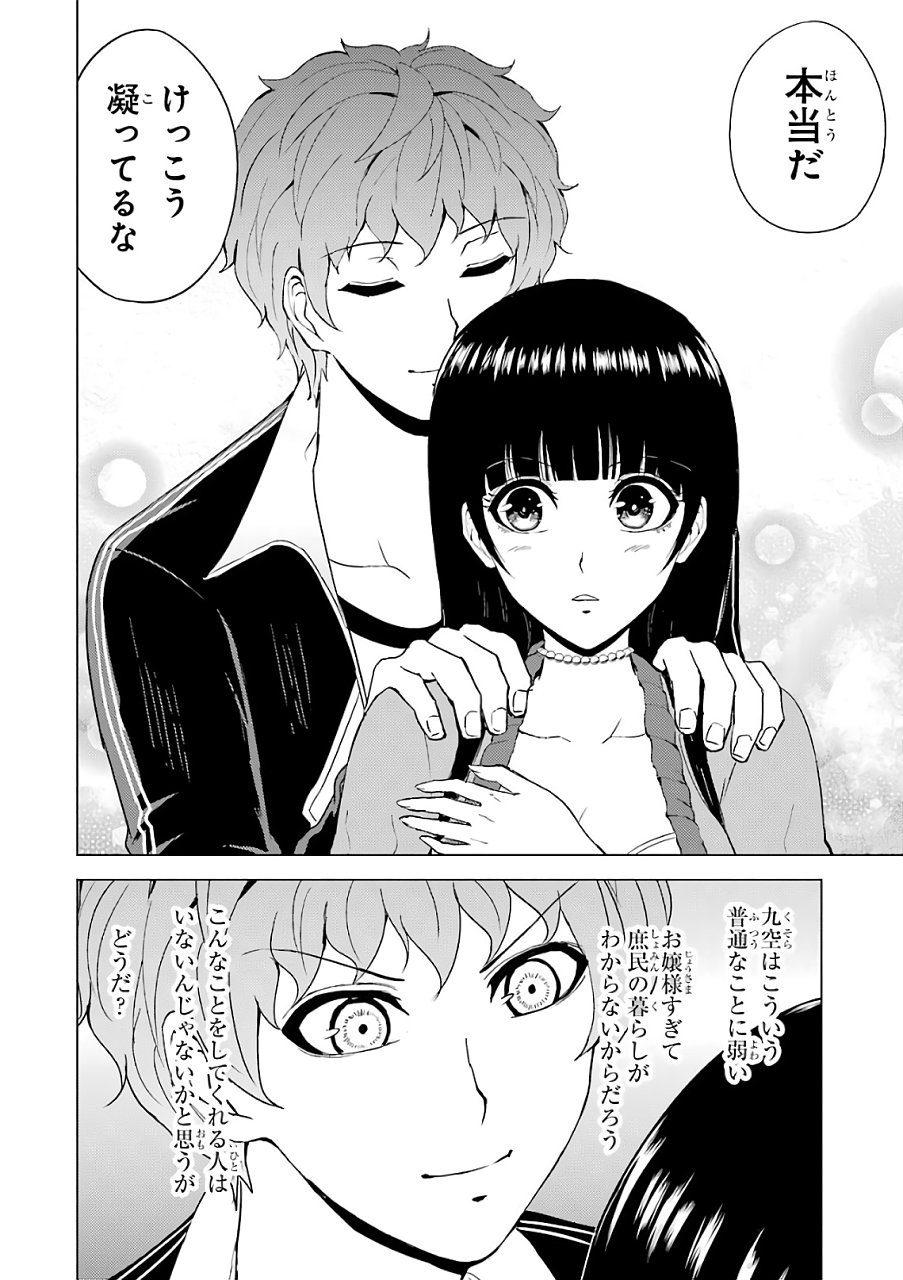 本当だ
けっこう
凝ってるな
九空はこういう
普通なことに弱い
お嬢様すぎて
庶民の暮らしが
わからないからだろう
こんなことをしてくれる人は
いないんじゃないかと思うが
どうだ?